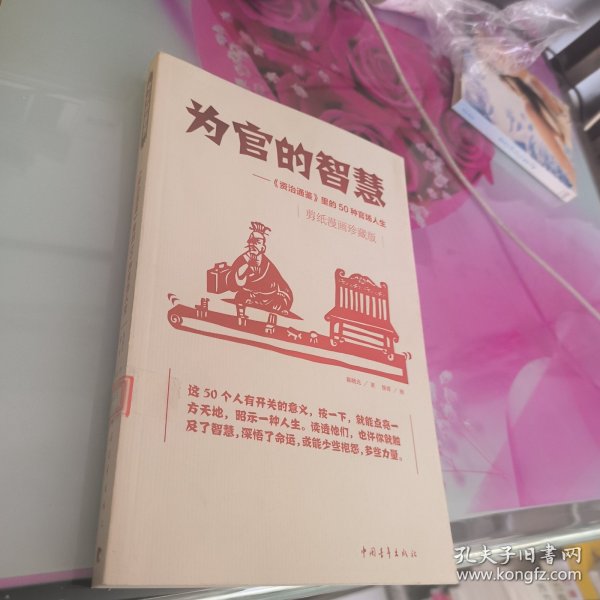 为官的智慧
——《资治通鉴》里的50种官场人生
剪纸漫画珍藏版
著
这50个人有开关的意义，按一下，就能点亮一
方天地，昭示一种人生。读透他们，也许你就触
及了智慧，深悟了命运，或能少些抱怨，多些力量。
中国青年出版社
孔夫子旧书网
www.kongfz.com